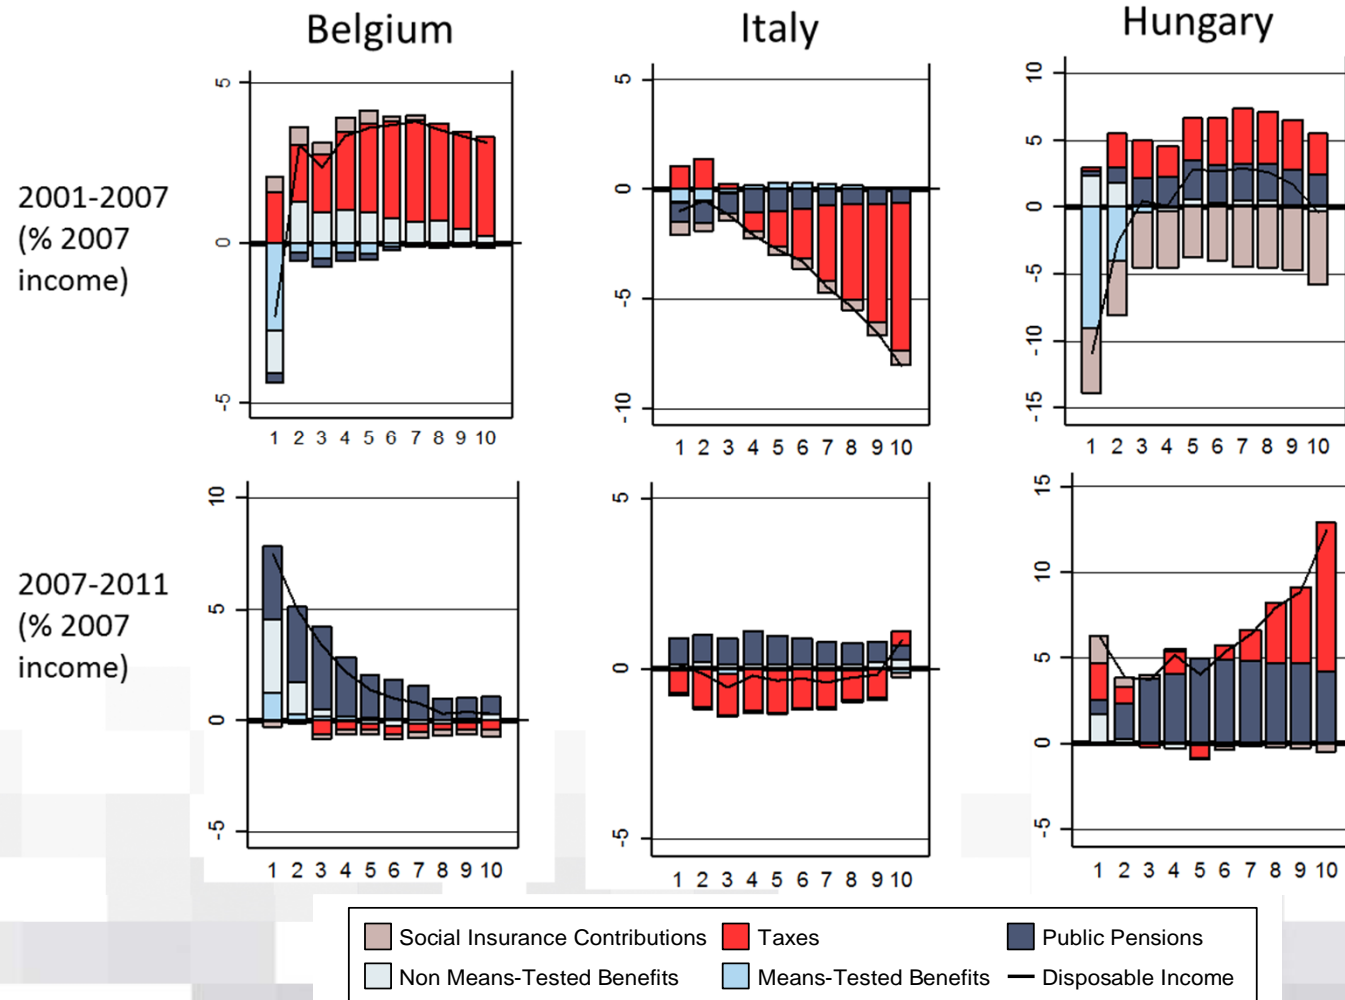 Belgium
Italy
Hungary
2001-2007
(% 2007
income)
5
0
-5
1 2 3 4 5 6 7 8 9 10
5
0
-5
-10
1 2 3 4 5 6 7 8 9 10
10
5
0
-5
-10
-15
1 2 3 4 5 6 7 8 9 10
2007-2011
(% 2007
income)
10
5
0
-5
1 2 3 4 5 6 7 8 9 10
5
0
-5
1 2 3 4 5 6 7 8 9 10
15
10
5
0
-5
1 2 3 4 5 6 7 8 9 10
Social Insurance Contributions Taxes Public Pensions
Non Means-Tested Benefits Means-Tested Benefits Disposable Income